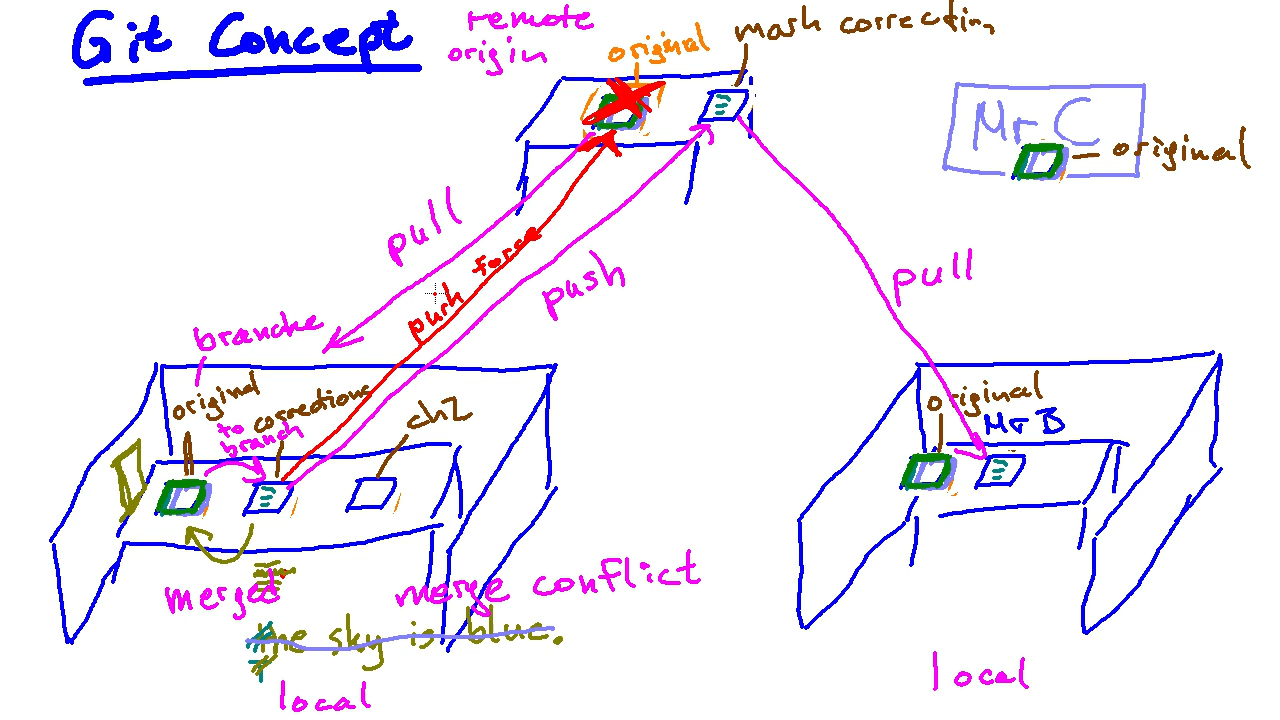 Git Concept
remote
origin
original
mash correction
Mr C
original
pull
push force
push
pull
branche
original
to
branch
corrections
ch2
original
Mr B
merged
merge conflict
the sky is blue.
local
local